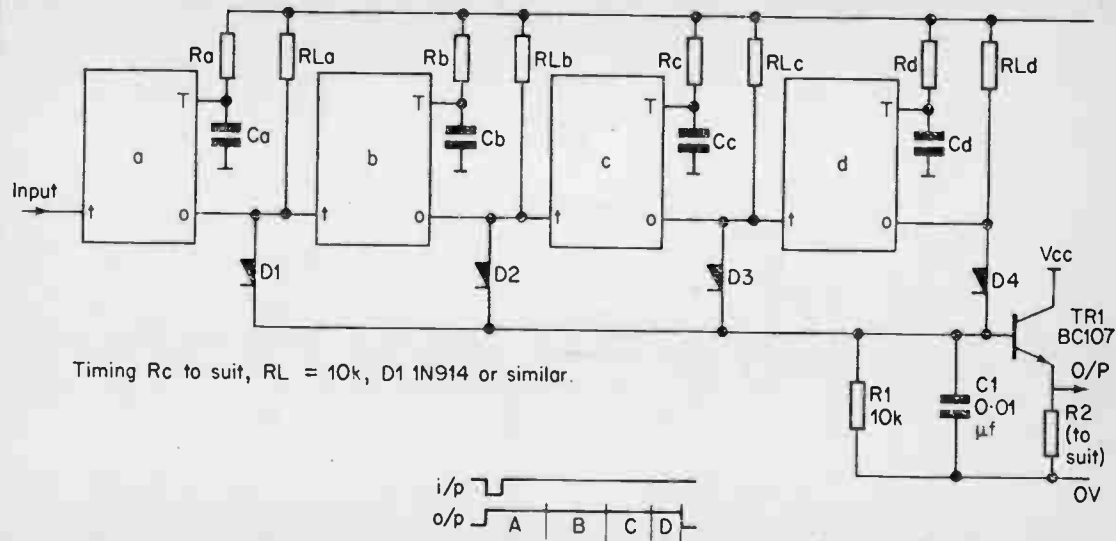 Ra
RLa
Rb
RLb
Rc
RLc
Rd
RLd
T
T
T
T
Ca
Cb
Cc
Cd
a
b
c
d
Input
t
o
t
o
t
o
t
o
D1
D2
D3
D4
Vcc
TR1
BC107
O/P
Timing Rc to suit, RL = 10k, D1 1N914 or similar.
R1
10k
C1
0·01
µf
R2
(to
suit)
OV
i/p
o/p
A
B
C
D